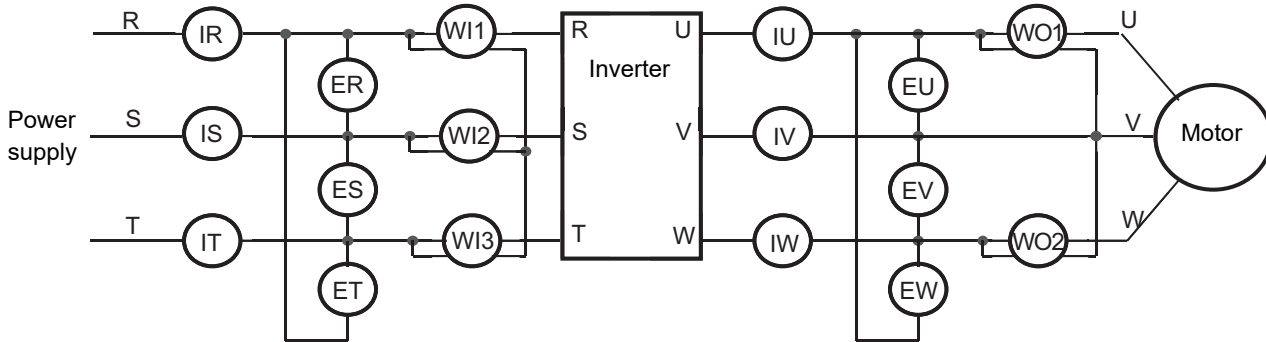 R IR WI1 R U IU WO1 U
ER Inverter EU
Power supply
S IS WI2 S V IV V Motor
ES EV
T IT WI3 T W IW WO2 W
ET EW